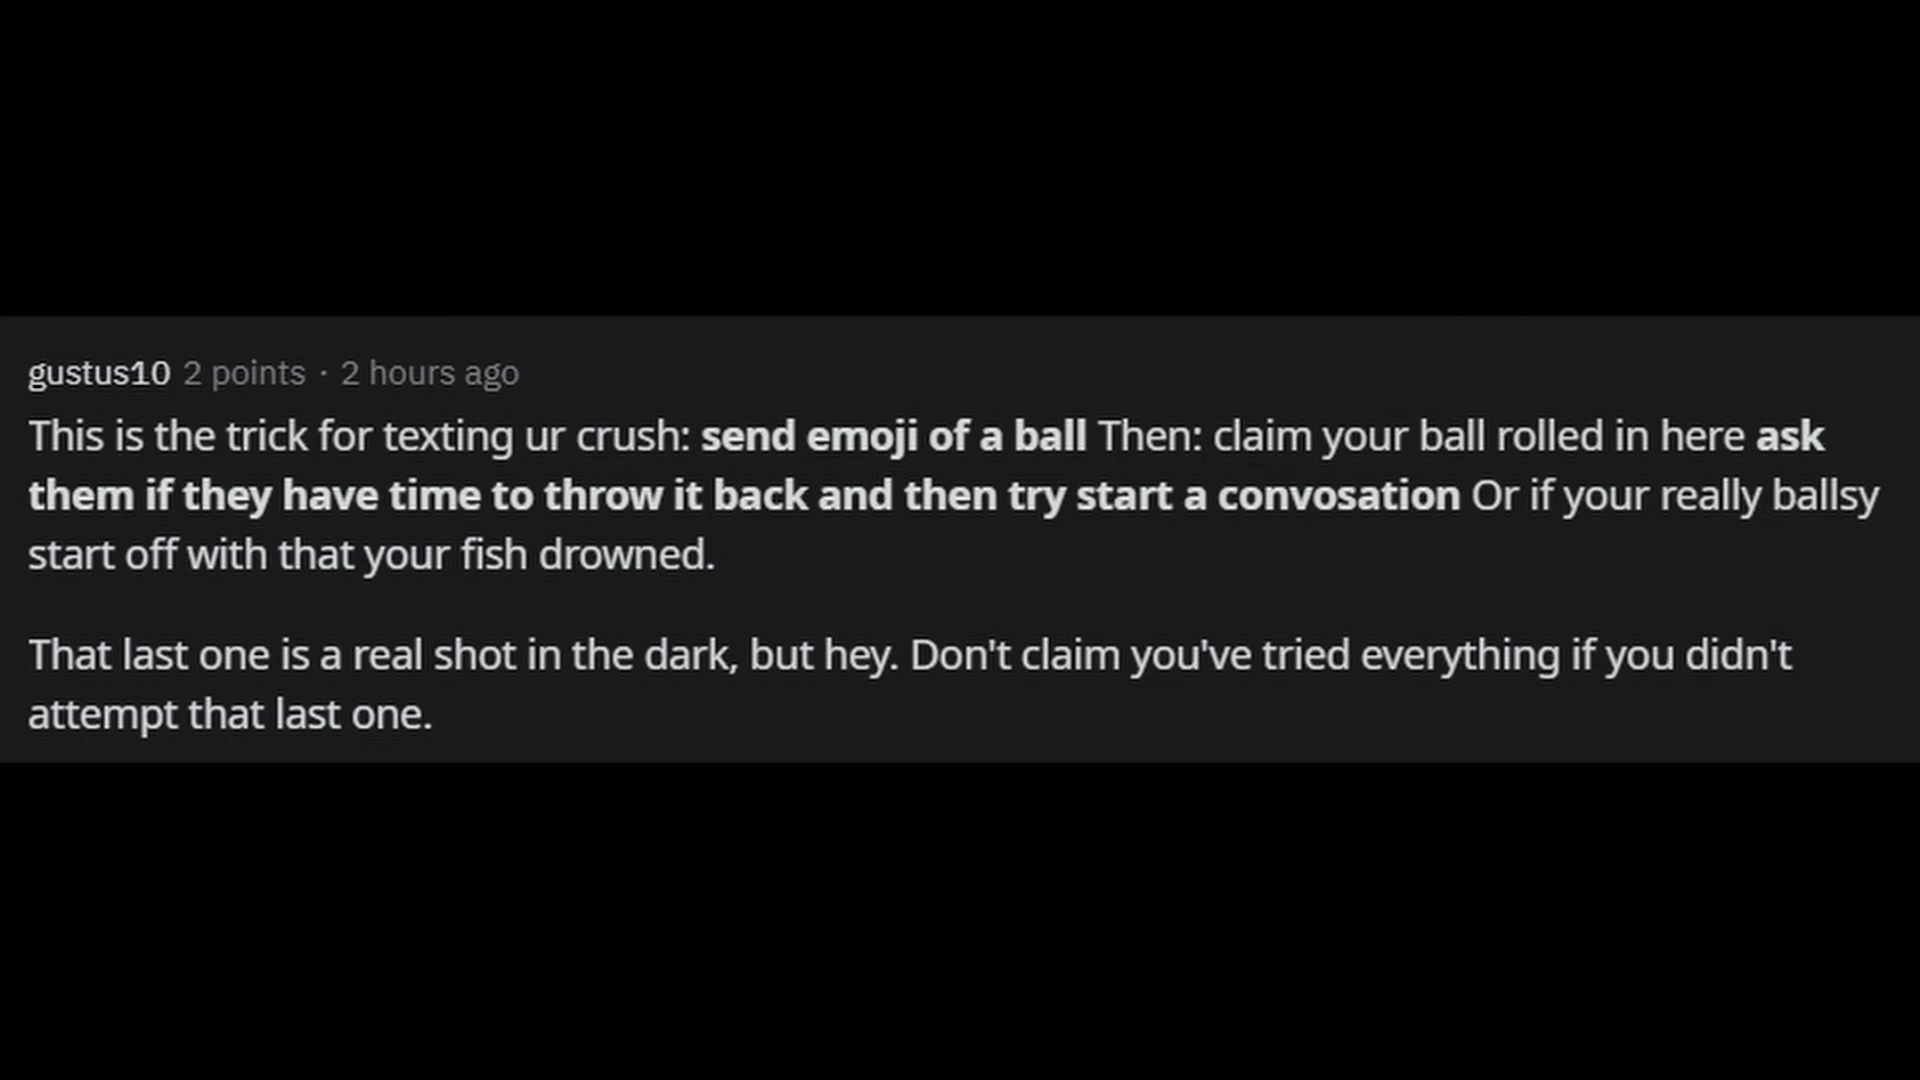 gustus10 2 points · 2 hours ago
This is the trick for texting ur crush: send emoji of a ball Then: claim your ball rolled in here ask
them if they have time to throw it back and then try start a convosation Or if your really ballsy
start off with that your fish drowned.
That last one is a real shot in the dark, but hey. Don't claim you've tried everything if you didn't
attempt that last one.